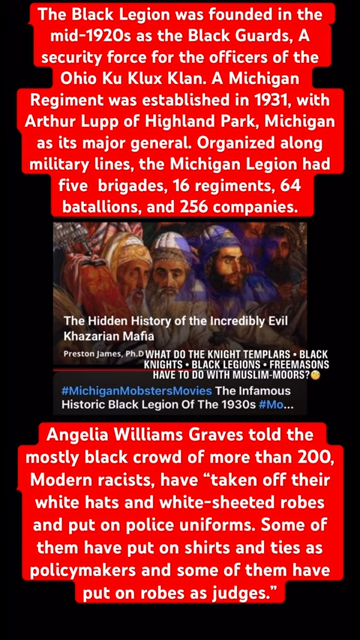 The Black Legion was founded in the
mid-1920s as the Black Guards, A
security force for the officers of the
Ohio Ku Klux Klan. A Michigan
Regiment was established in 1931, with
Arthur Lupp of Highland Park, Michigan
as its major general. Organized along
military lines, the Michigan Legion had
five brigades, 16 regiments, 64
batallions, and 256 companies.
The Hidden History of the Incredibly Evil
Khazarian Mafia
Preston James, Ph.D
WHAT DO THE KNIGHT TEMPLARS • BLACK
KNIGHTS • BLACK LEGIONS • FREEMASONS
HAVE TO DO WITH MUSLIM-MOORS?🤔
#MichiganMobstersMovies The Infamous
Historic Black Legion Of The 1930s #Mo...
Angelia Williams Graves told the
mostly black crowd of more than 200,
Modern racists, have “taken off their
white hats and white-sheeted robes
and put on police uniforms. Some of
them have put on shirts and ties as
policymakers and some of them have
put on robes as judges.”